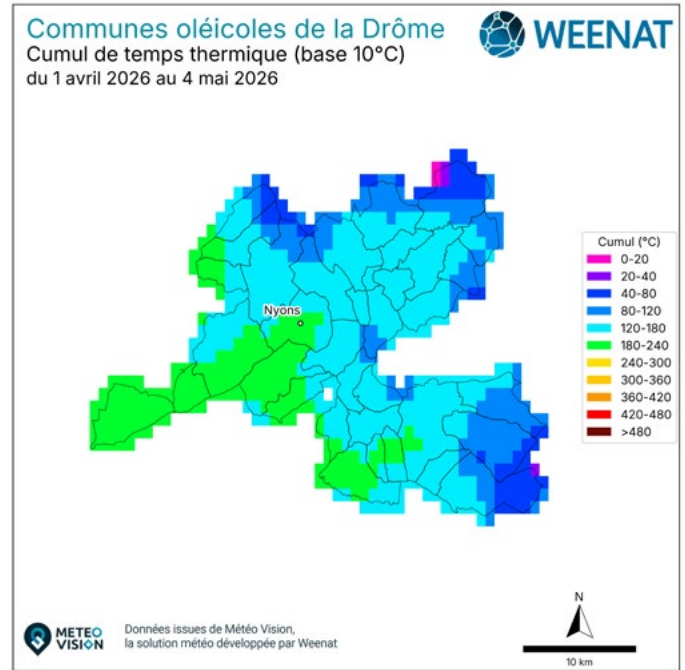 Communes oléicoles de la Drôme
Cumul de temps thermique (base 10°C)
du 1 avril 2026 au 4 mai 2026
WEENAT
Nyons
Cumul (°C)
0-20
20-40
40-80
80-120
120-180
180-240
240-300
300-360
360-420
420-480
>480
METEO
VISION
Données issues de Météo Vision,
la solution météo développée par Weenat
N
10 km